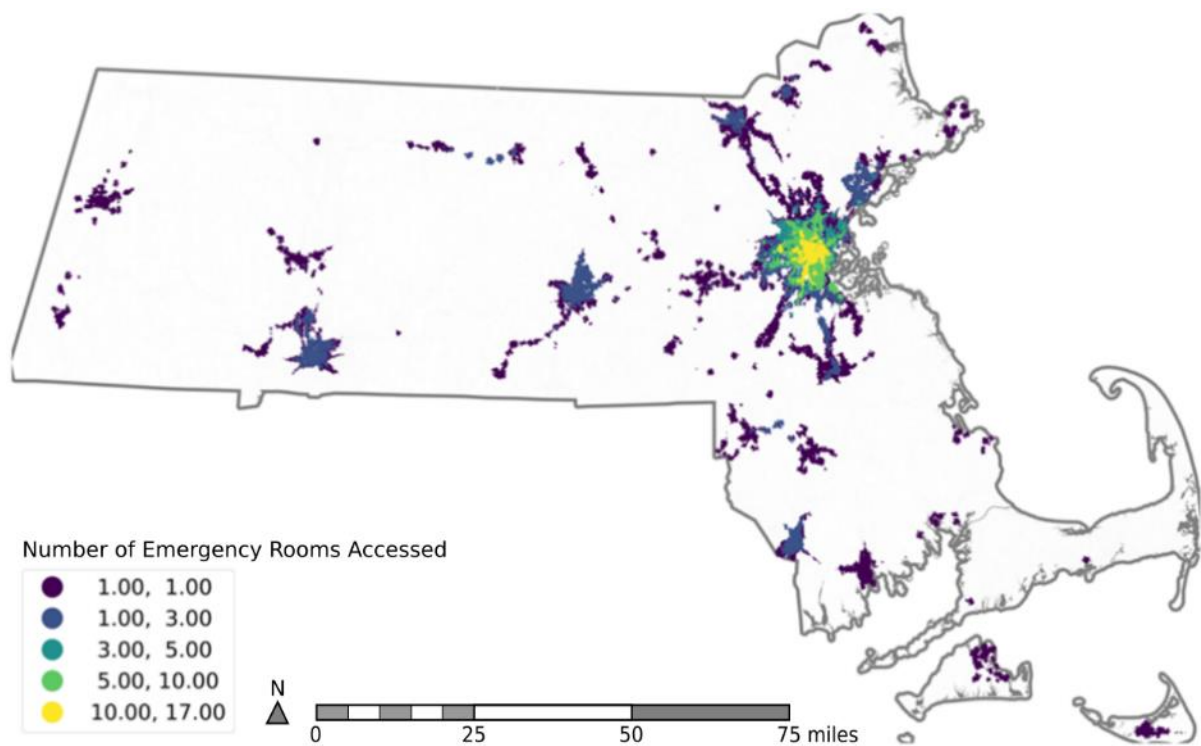 Number of Emergency Rooms Accessed
1.00, 1.00
1.00, 3.00
3.00, 5.00
5.00, 10.00
10.00, 17.00
N
0 25 50 75 miles